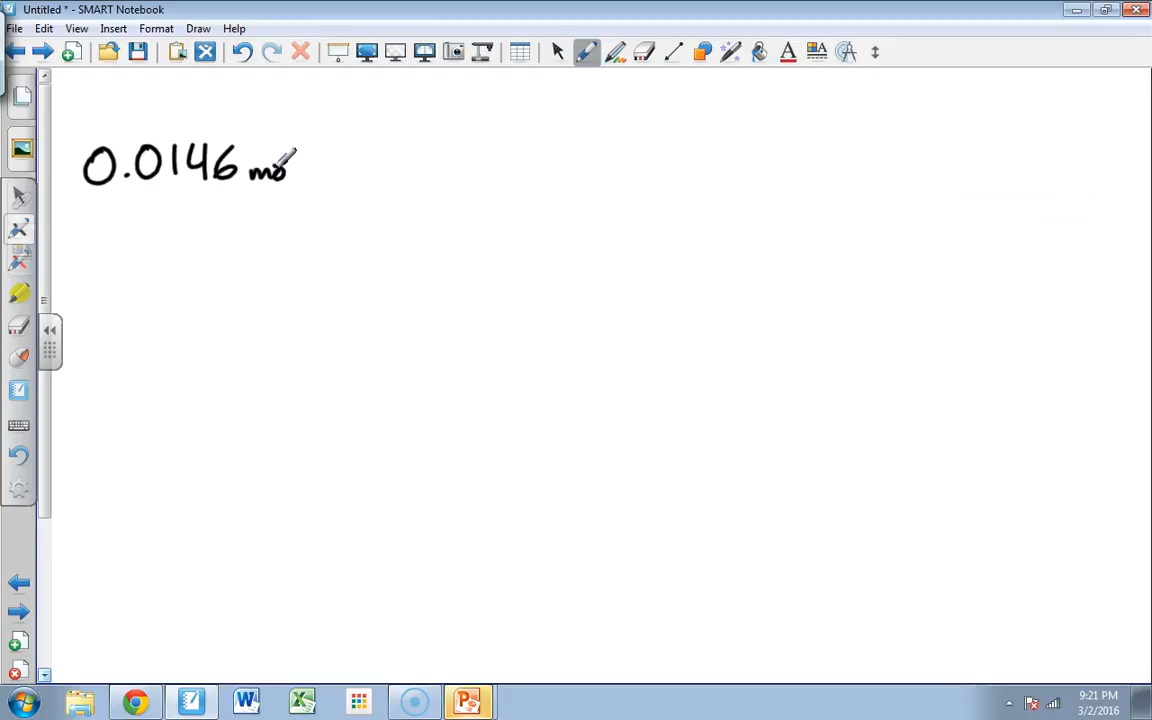 Untitled * - SMART Notebook
File Edit View Insert Format Draw Help
0.0146 mo
9:21 PM
3/2/2016